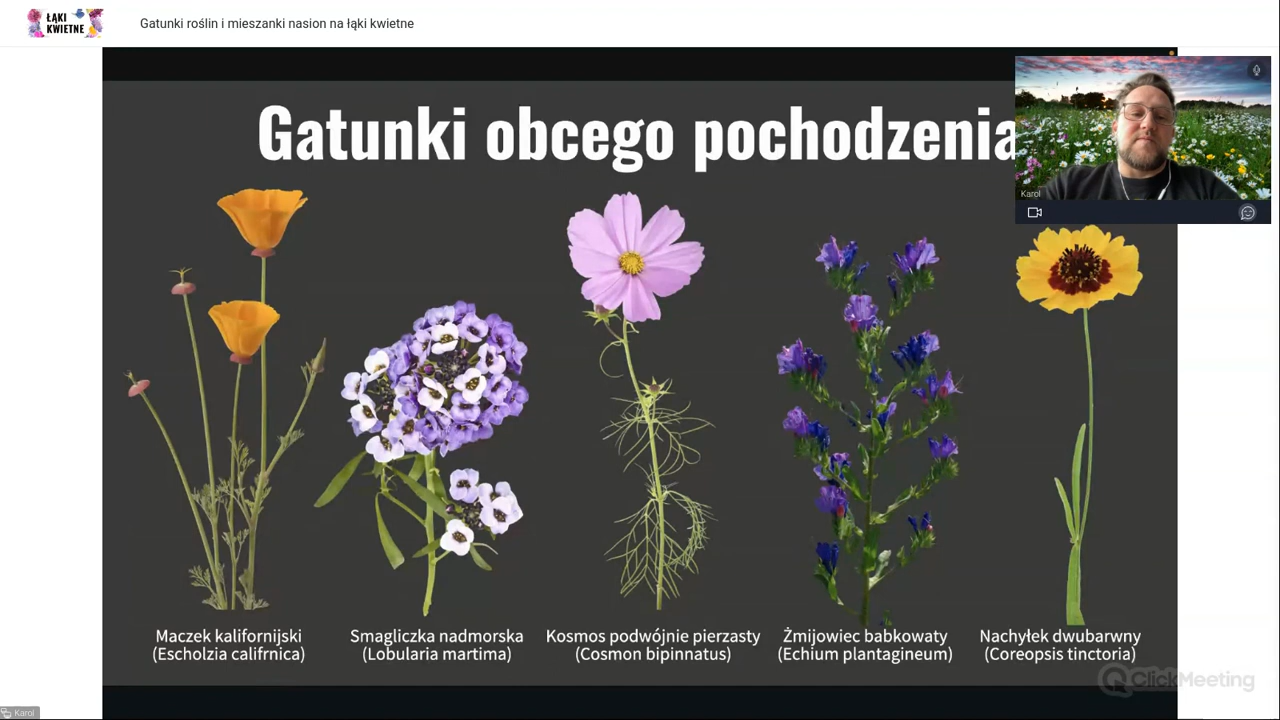 ŁĄKI
KWIETNE
Gatunki roślin i mieszanki nasion na łąki kwietne
Gatunki obcego pochodzenia
Karol
Maczek kalifornijski
(Escholzia califrnica)
Smagliczka nadmorska
(Lobularia martima)
Kosmos podwójnie pierzasty
(Cosmon bipinnatus)
Żmijowiec babkowaty
(Echium plantagineum)
Nachyłek dwubarwny
(Coreopsis tinctoria)
ClickMeeting
Karol